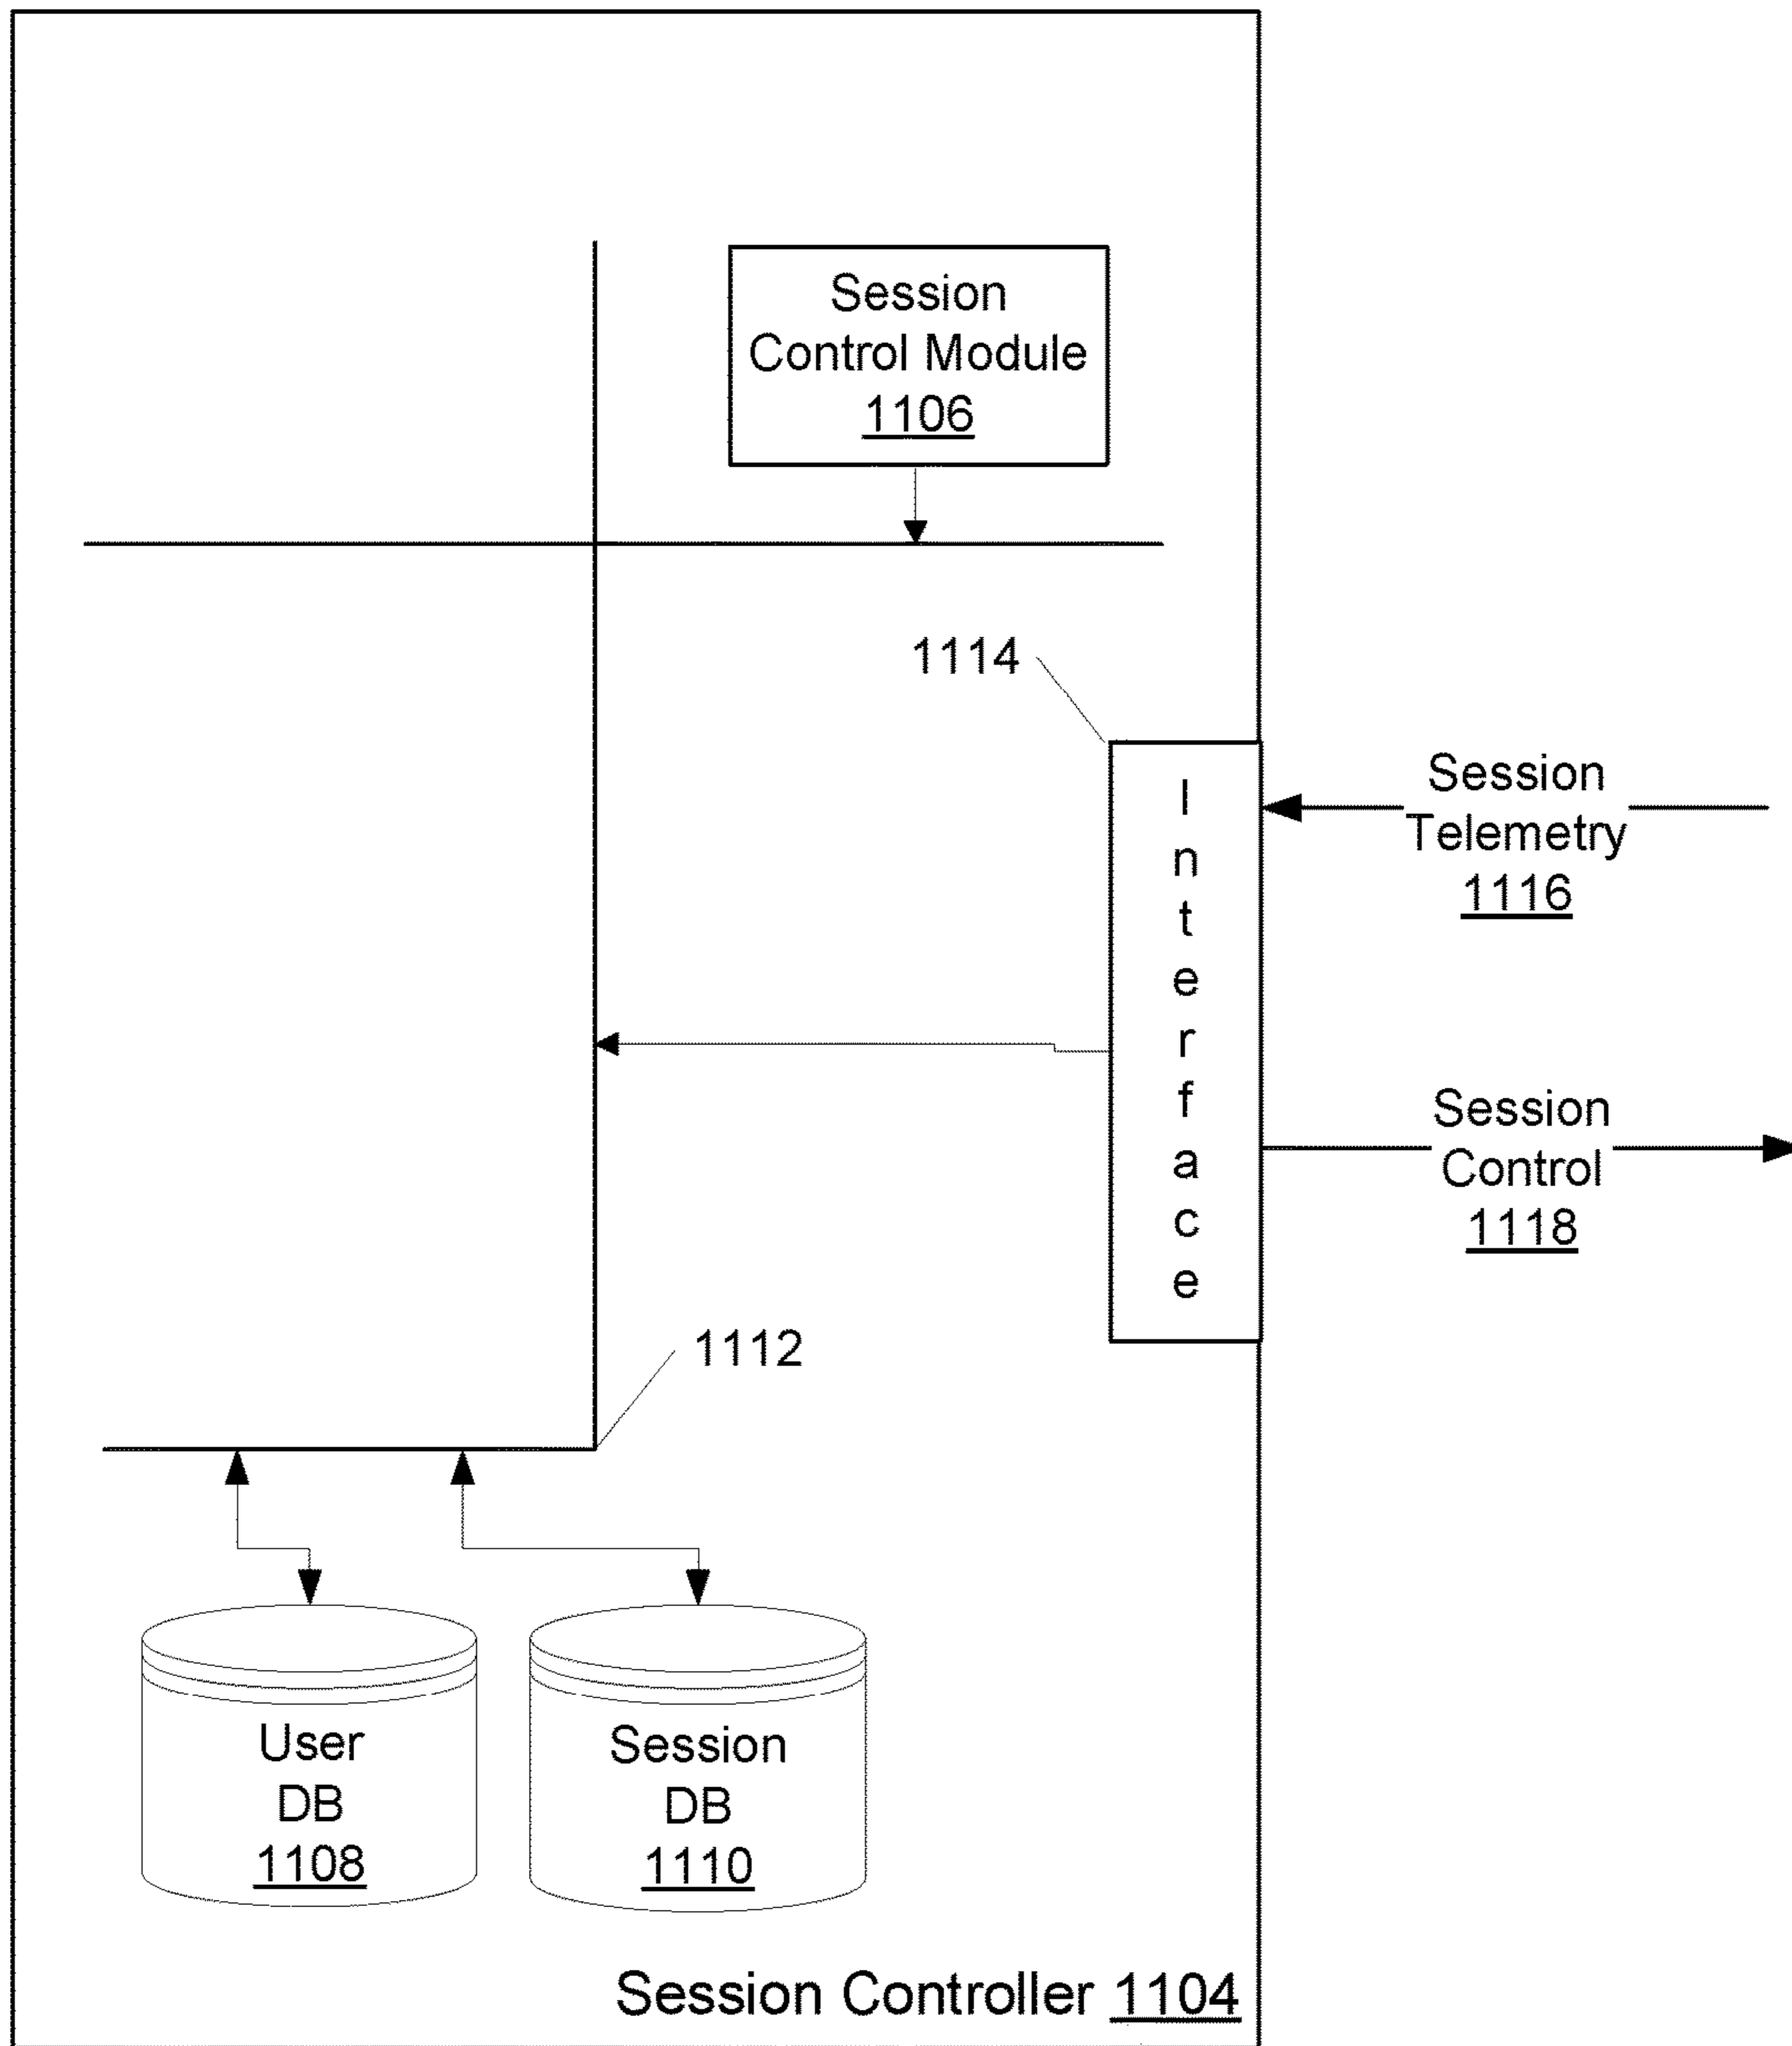 Session
Control Module
1106
1114
Interface
Session
Telemetry
1116
Session
Control
1118
1112
User
DB
1108
Session
DB
1110
Session Controller 1104